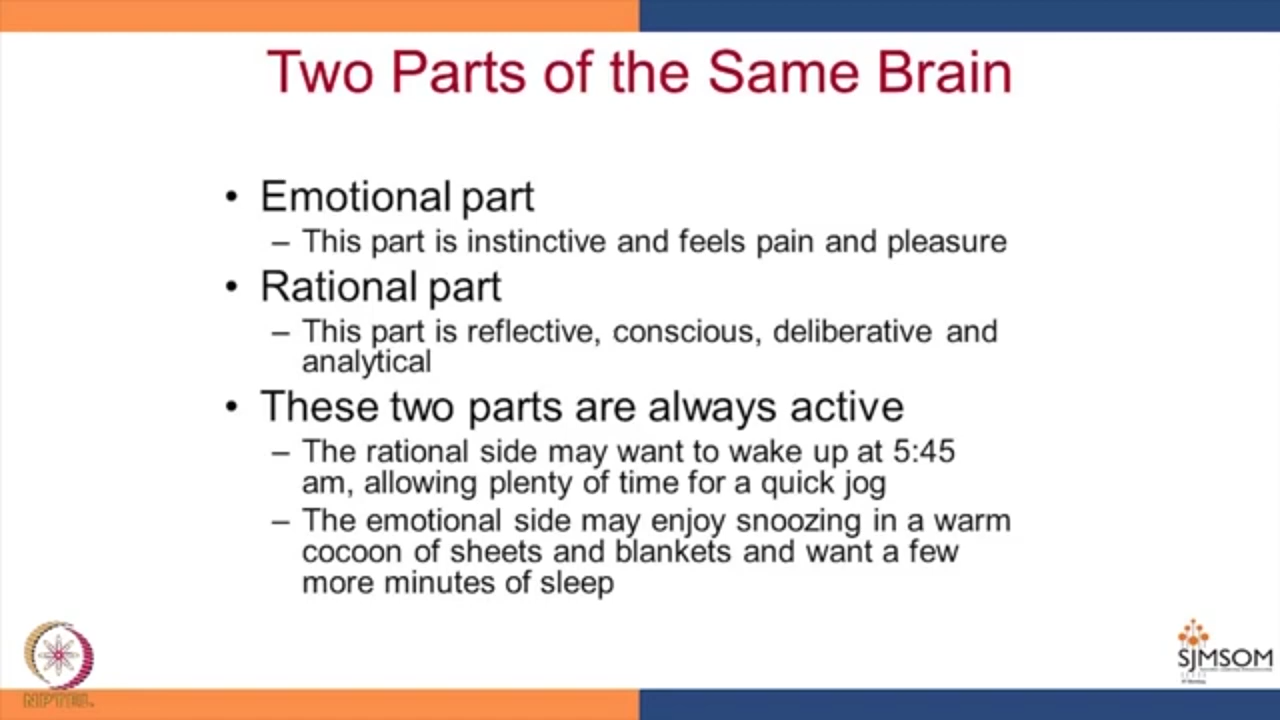 Two Parts of the Same Brain
• Emotional part
– This part is instinctive and feels pain and pleasure
• Rational part
– This part is reflective, conscious, deliberative and
analytical
• These two parts are always active
– The rational side may want to wake up at 5:45
am, allowing plenty of time for a quick jog
– The emotional side may enjoy snoozing in a warm
cocoon of sheets and blankets and want a few
more minutes of sleep
NPTEL
SJMSOM